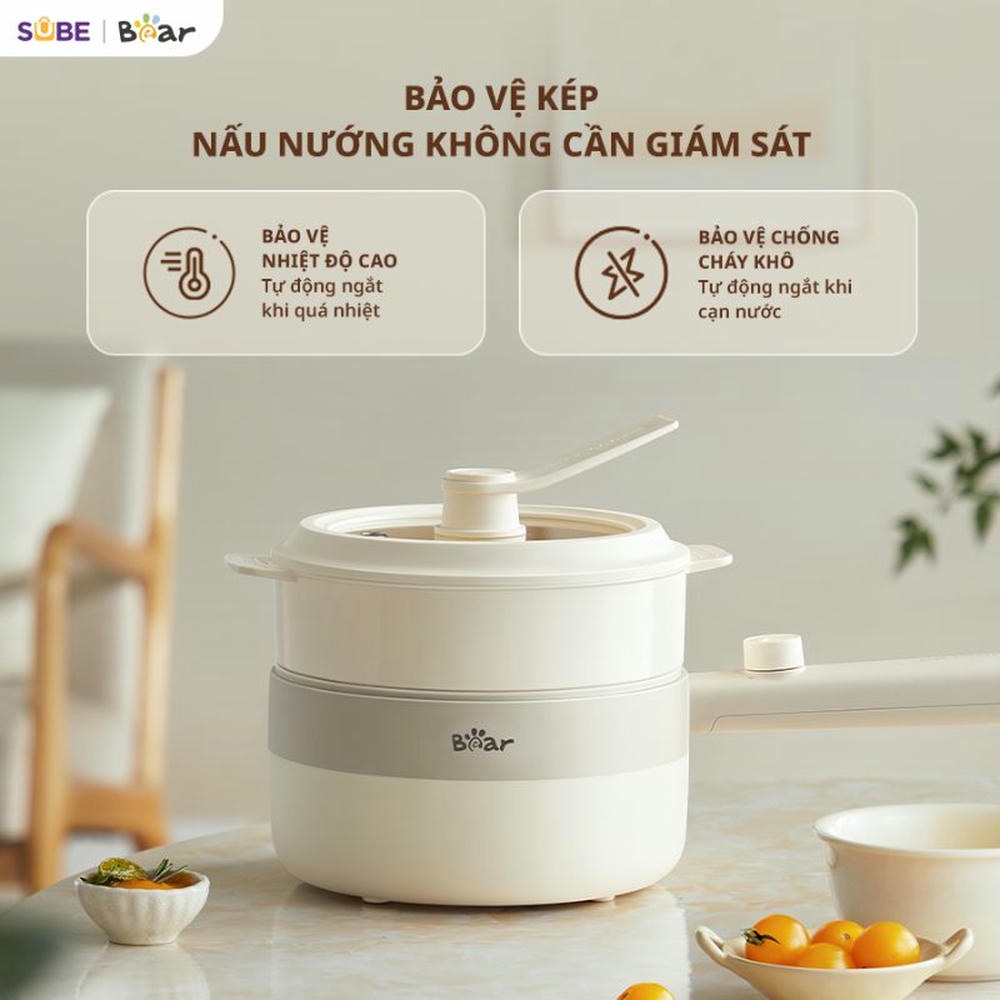 SUBE | Bear
BẢO VỆ KÉP
NẤU NƯỚNG KHÔNG CẦN GIÁM SÁT
BẢO VỆ
NHIỆT ĐỘ CAO
Tự động ngắt
khi quá nhiệt
BẢO VỆ CHỐNG
CHÁY KHÔ
Tự động ngắt khi
cạn nước
Bear